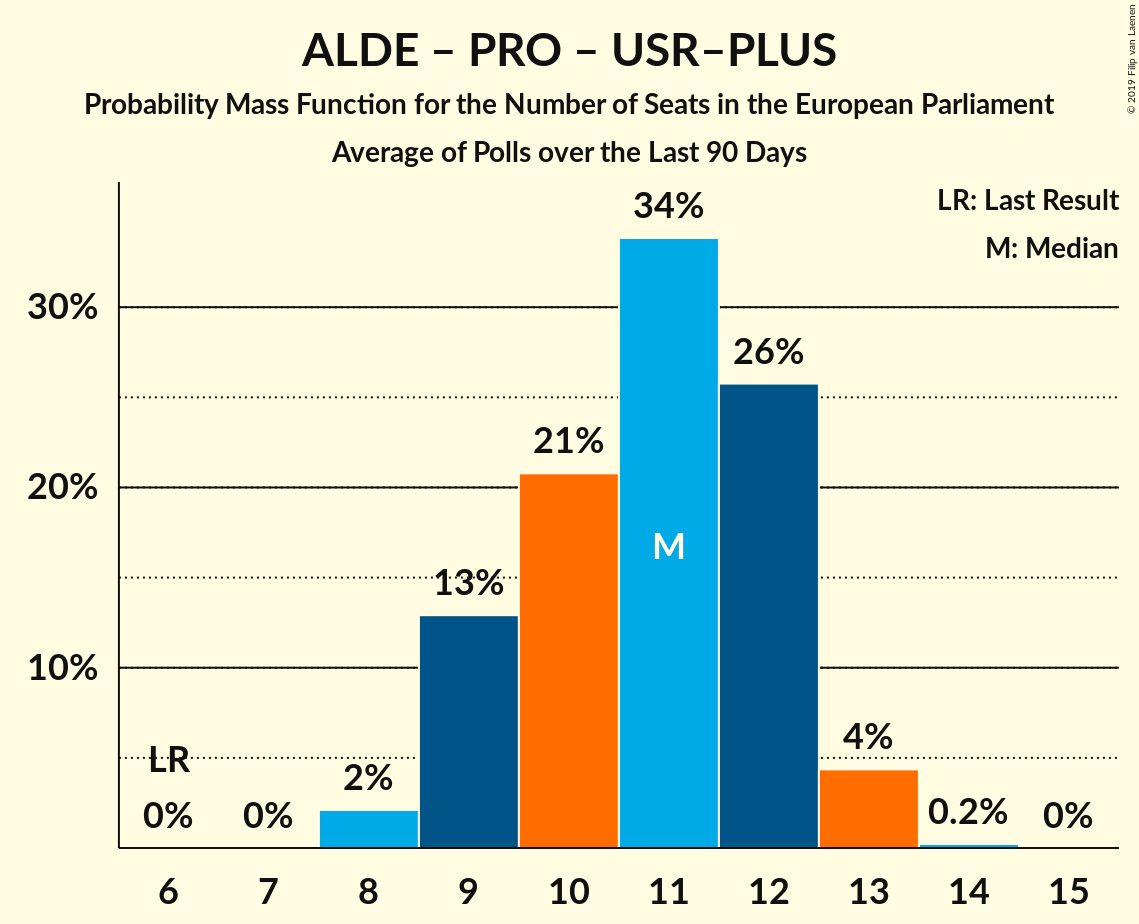 ALDE – PRO – USR–PLUS
Probability Mass Function for the Number of Seats in the European Parliament
Average of Polls over the Last 90 Days
© 2019 Filip van Laenen
LR: Last Result
M: Median
34%
30%
26%
21%
20%
M
13%
10%
LR
4%
2%
0%
0%
0.2%
0%
6 7 8 9 10 11 12 13 14 15